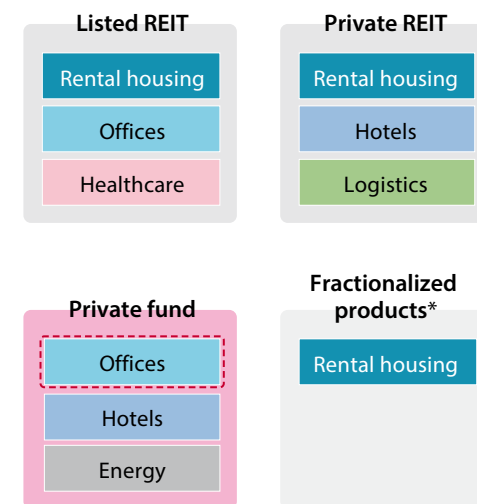 Listed REIT
Rental housing
Offices
Healthcare
Private REIT
Rental housing
Hotels
Logistics
Private fund
Offices
Hotels
Energy
Fractionalized
products*
Rental housing